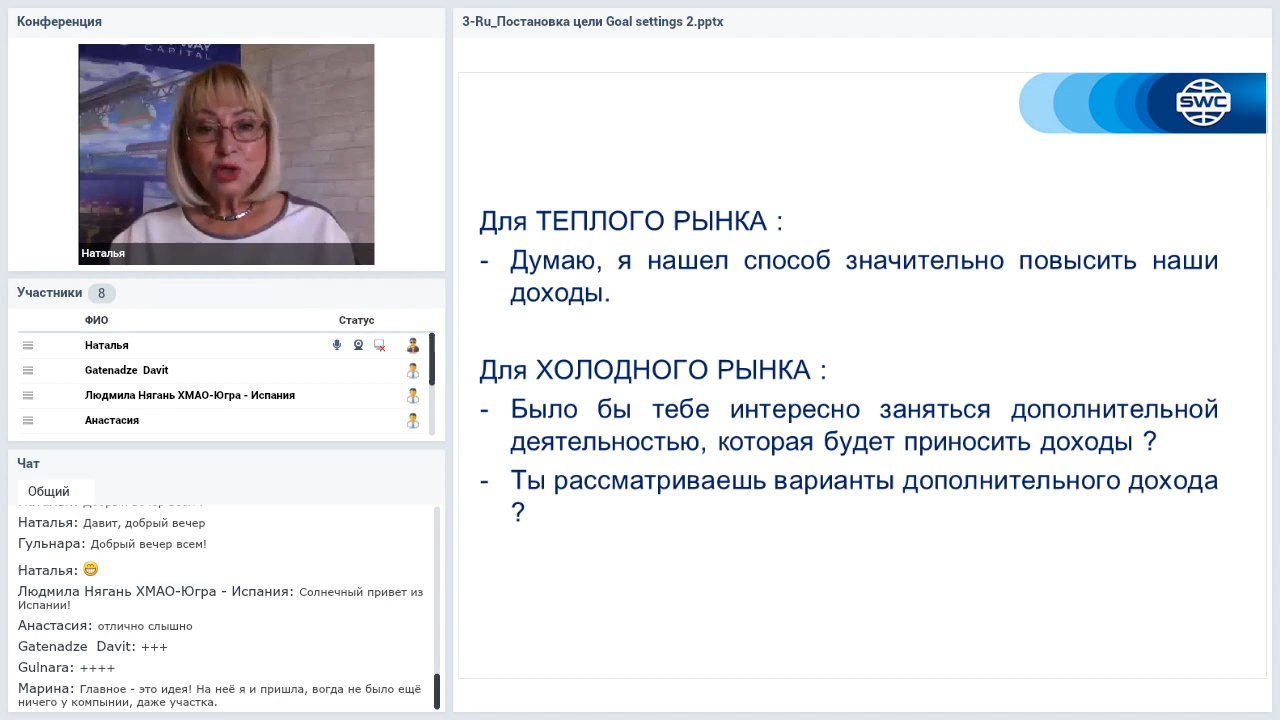 Конференция
WAY
CAPITAL
Наталья
Участники 8
ФИО Статус
Наталья
Gatenadze Davit
Людмила Нягань ХМАО-Югра - Испания
Анастасия
Чат
Общий
Наталья: Давит, добрый вечер
Гульнара: Добрый вечер всем!
Наталья:
Людмила Нягань ХМАО-Югра - Испания: Солнечный привет из
Испании!
Анастасия: отлично слышно
Gatenadze Davit: +++
Gulnara: ++++
Марина: Главное - это идея! На неё я и пришла, вогда не было ещё
ничего у компынии, даже участка.
3-Ru_Постановка цели Goal settings 2.pptx
SWC
Для ТЕПЛОГО РЫНКА :
- Думаю, я нашел способ значительно повысить наши
доходы.
Для ХОЛОДНОГО РЫНКА :
- Было бы тебе интересно заняться дополнительной
деятельностью, которая будет приносить доходы ?
- Ты рассматриваешь варианты дополнительного дохода
?